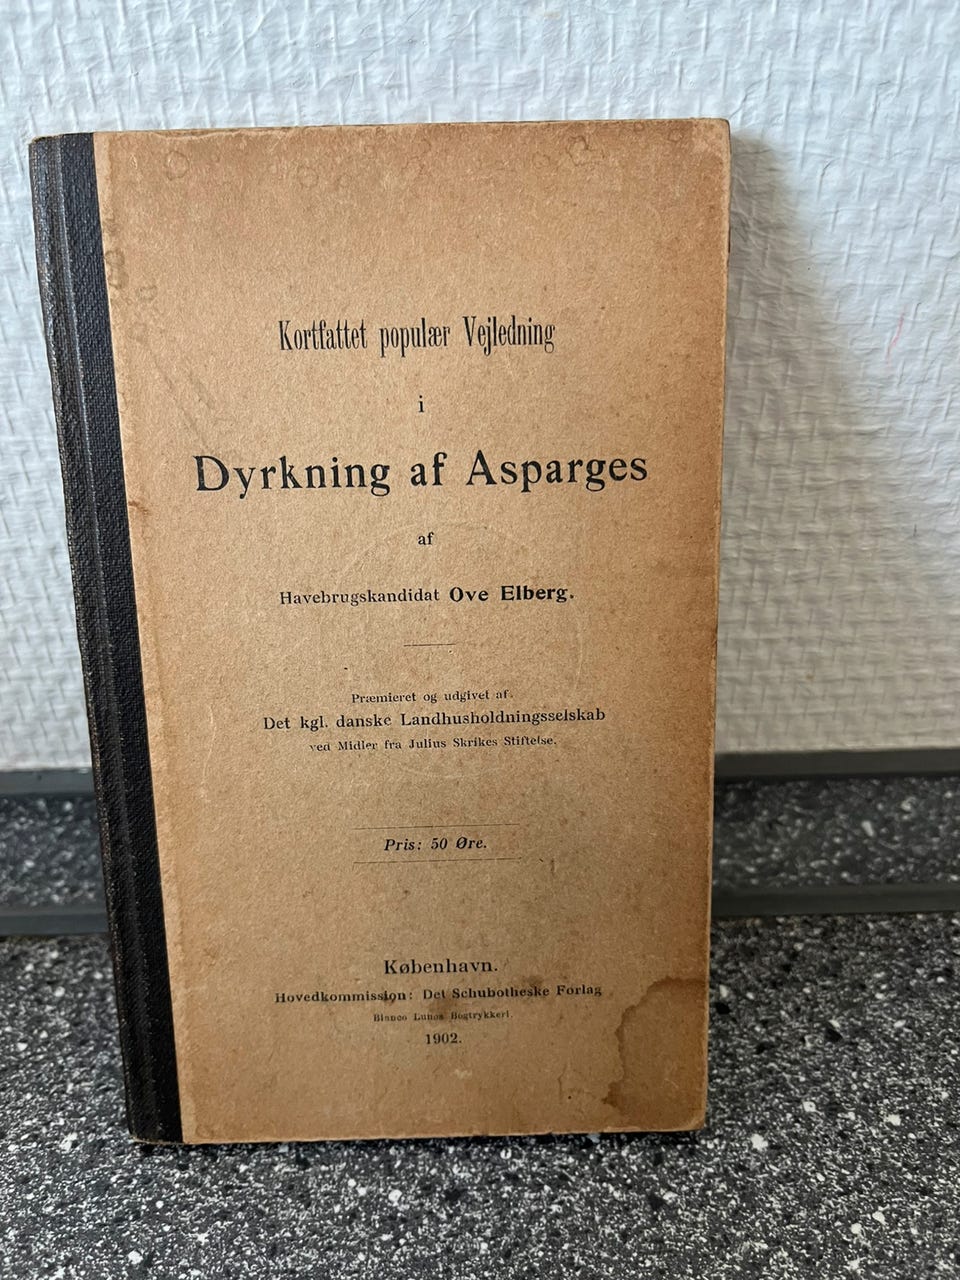 Kortfattet populær Vejledning
i
Dyrkning af Asparges
af
Havebrugskandidat Ove Elberg.
Præmieret og udgivet af.
Det kgl. danske Landhusholdningsselskab
ved Midler fra Julius Skrikes Stiftelse.
Pris: 50 Øre.
København.
Hovedkommission: Det Schubotheske Forlag
Bianco Lunos Bogtrykkeri.
1902.